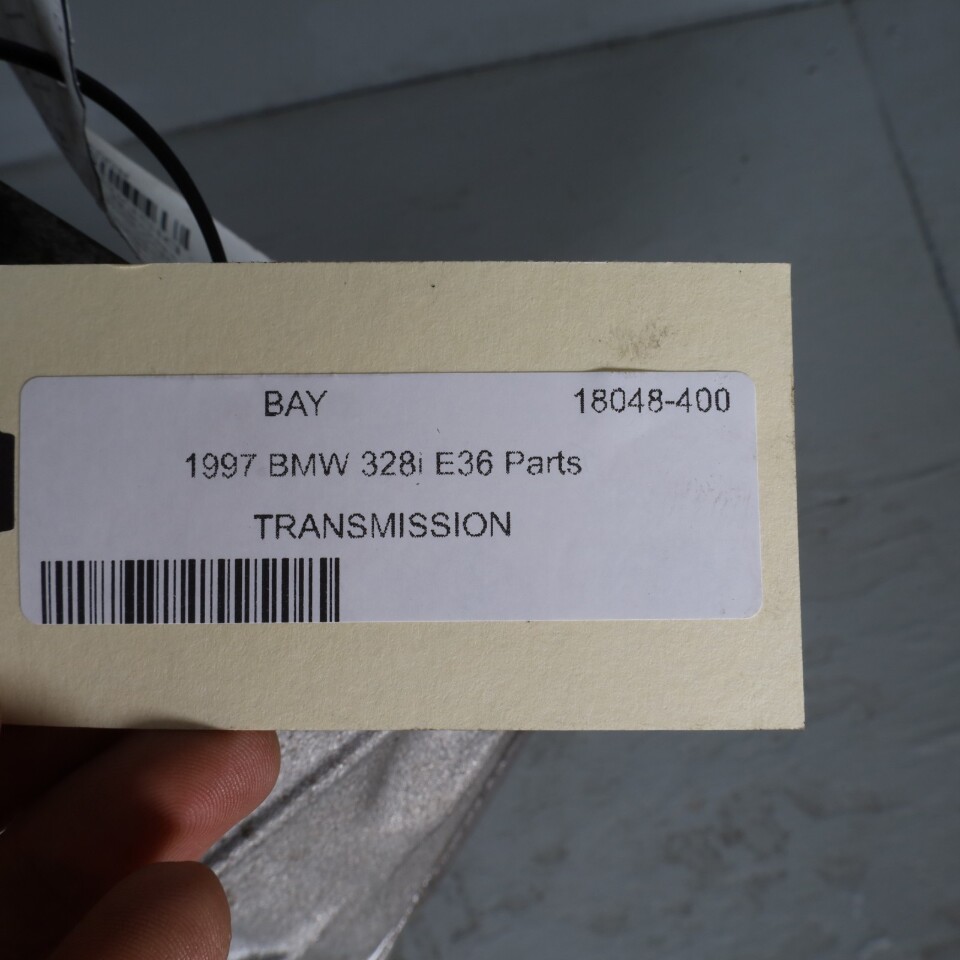 BAY 18048-400
1997 BMW 328i E36 Parts
TRANSMISSION